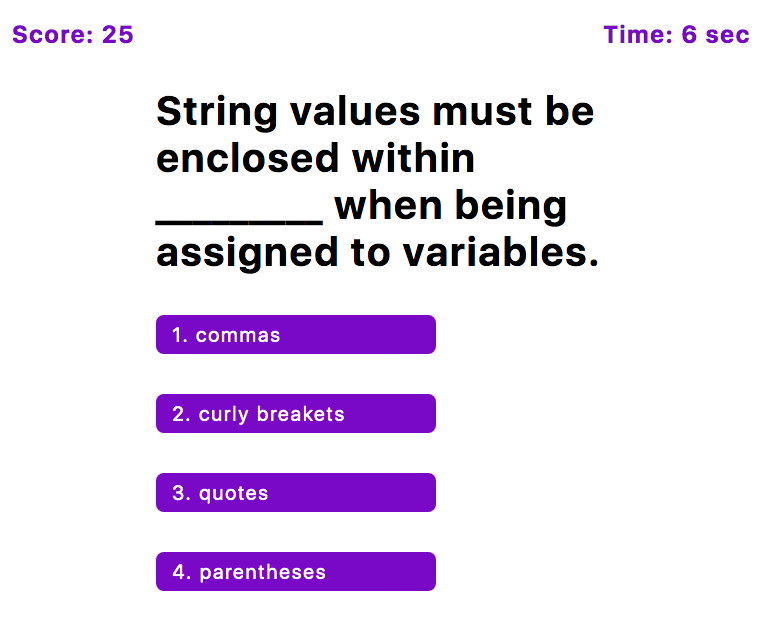 Score: 25
Time: 6 sec
String values must be
enclosed within
_________ when being
assigned to variables.
1. commas
2. curly breakets
3. quotes
4. parentheses